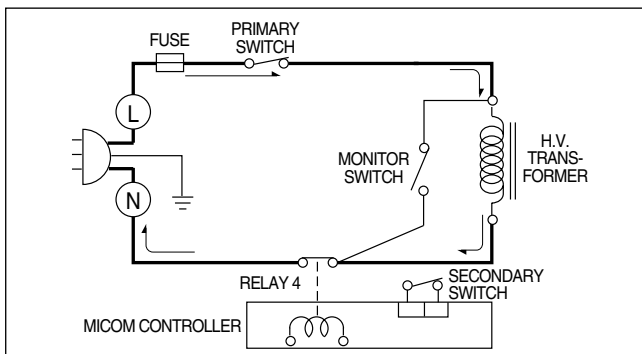 FUSE
PRIMARY
SWITCH
L
N
MONITOR
SWITCH
H.V.
TRANS-
FORMER
RELAY 4
SECONDARY
SWITCH
MICOM CONTROLLER